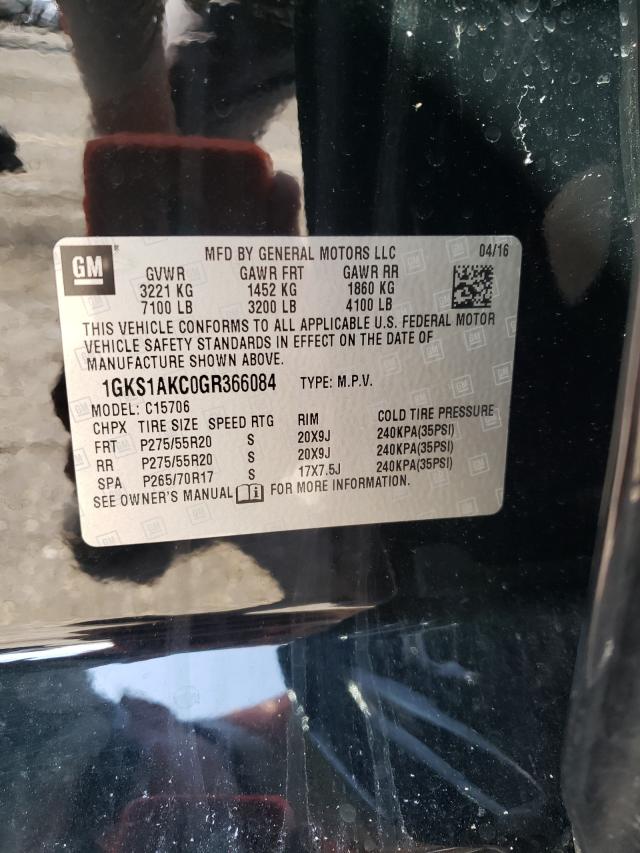 GM
MFD BY GENERAL MOTORS LLC 04/16
GVWR GAWR FRT GAWR RR
3221 KG 1452 KG 1860 KG
7100 LB 3200 LB 4100 LB
THIS VEHICLE CONFORMS TO ALL APPLICABLE U.S. FEDERAL MOTOR
VEHICLE SAFETY STANDARDS IN EFFECT ON THE DATE OF
MANUFACTURE SHOWN ABOVE.
1GKS1AKC0GR366084 TYPE: M.P.V.
MODEL: C15706
CHPX TIRE SIZE SPEED RTG RIM COLD TIRE PRESSURE
FRT P275/55R20 S 20X9J 240KPA(35PSI)
RR P275/55R20 S 20X9J 240KPA(35PSI)
SPA P265/70R17 S 17X7.5J 240KPA(35PSI)
SEE OWNER'S MANUAL i FOR MORE INFORMATION.